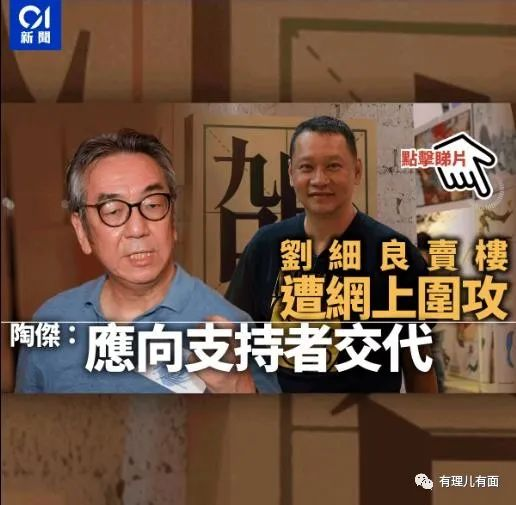 01
新聞
點擊睇片
劉細良賣樓
遭網上圍攻
陶傑：
應向支持者交代
有理儿有面